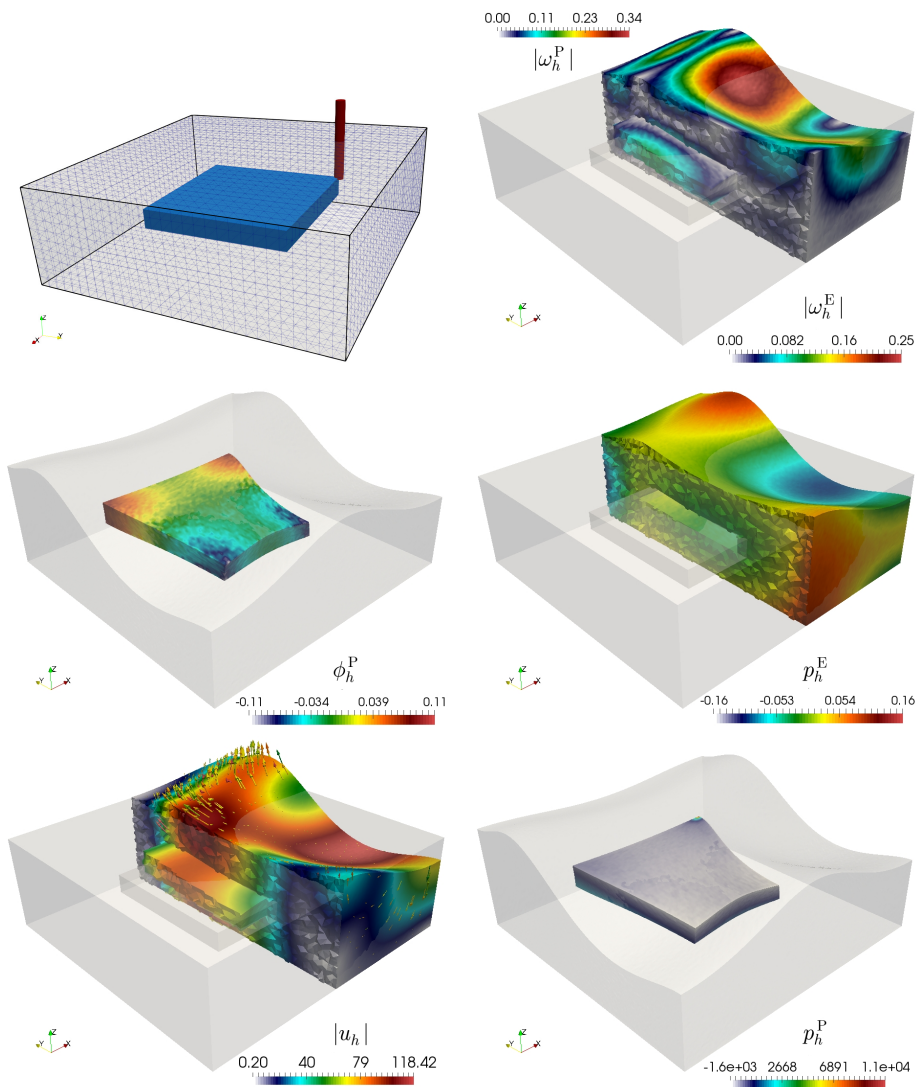 0.00 0.11 0.23 0.34
|ω_h^P|
Z
X Y
Z
Y X
|ω_h^E|
0.00 0.082 0.16 0.25
Z
Y X
ϕ_h^P
-0.11 -0.034 0.039 0.11
Z
Y X
p_h^E
-0.16 -0.053 0.054 0.16
Z
Y X
|u_h|
0.20 40 79 118.42
Z
Y X
p_h^P
-1.6e+03 2668 6891 1.1e+04